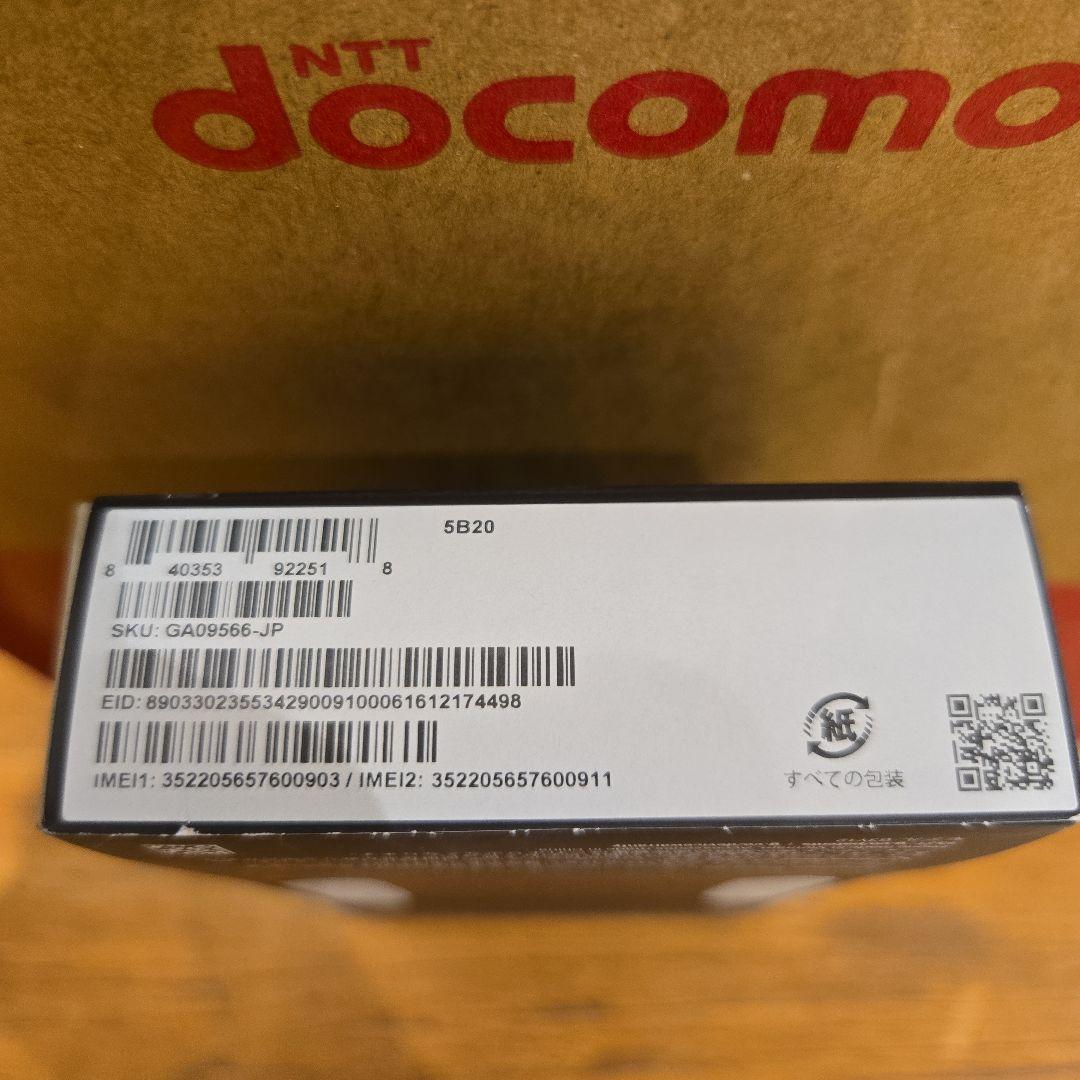 NTT
docomo
5B20
8 40353 92251 8
SKU: GA09566-JP
EID: 89033023553429009100061612174498
IMEI1: 352205657600903 / IMEI2: 352205657600911
紙
すべての包装